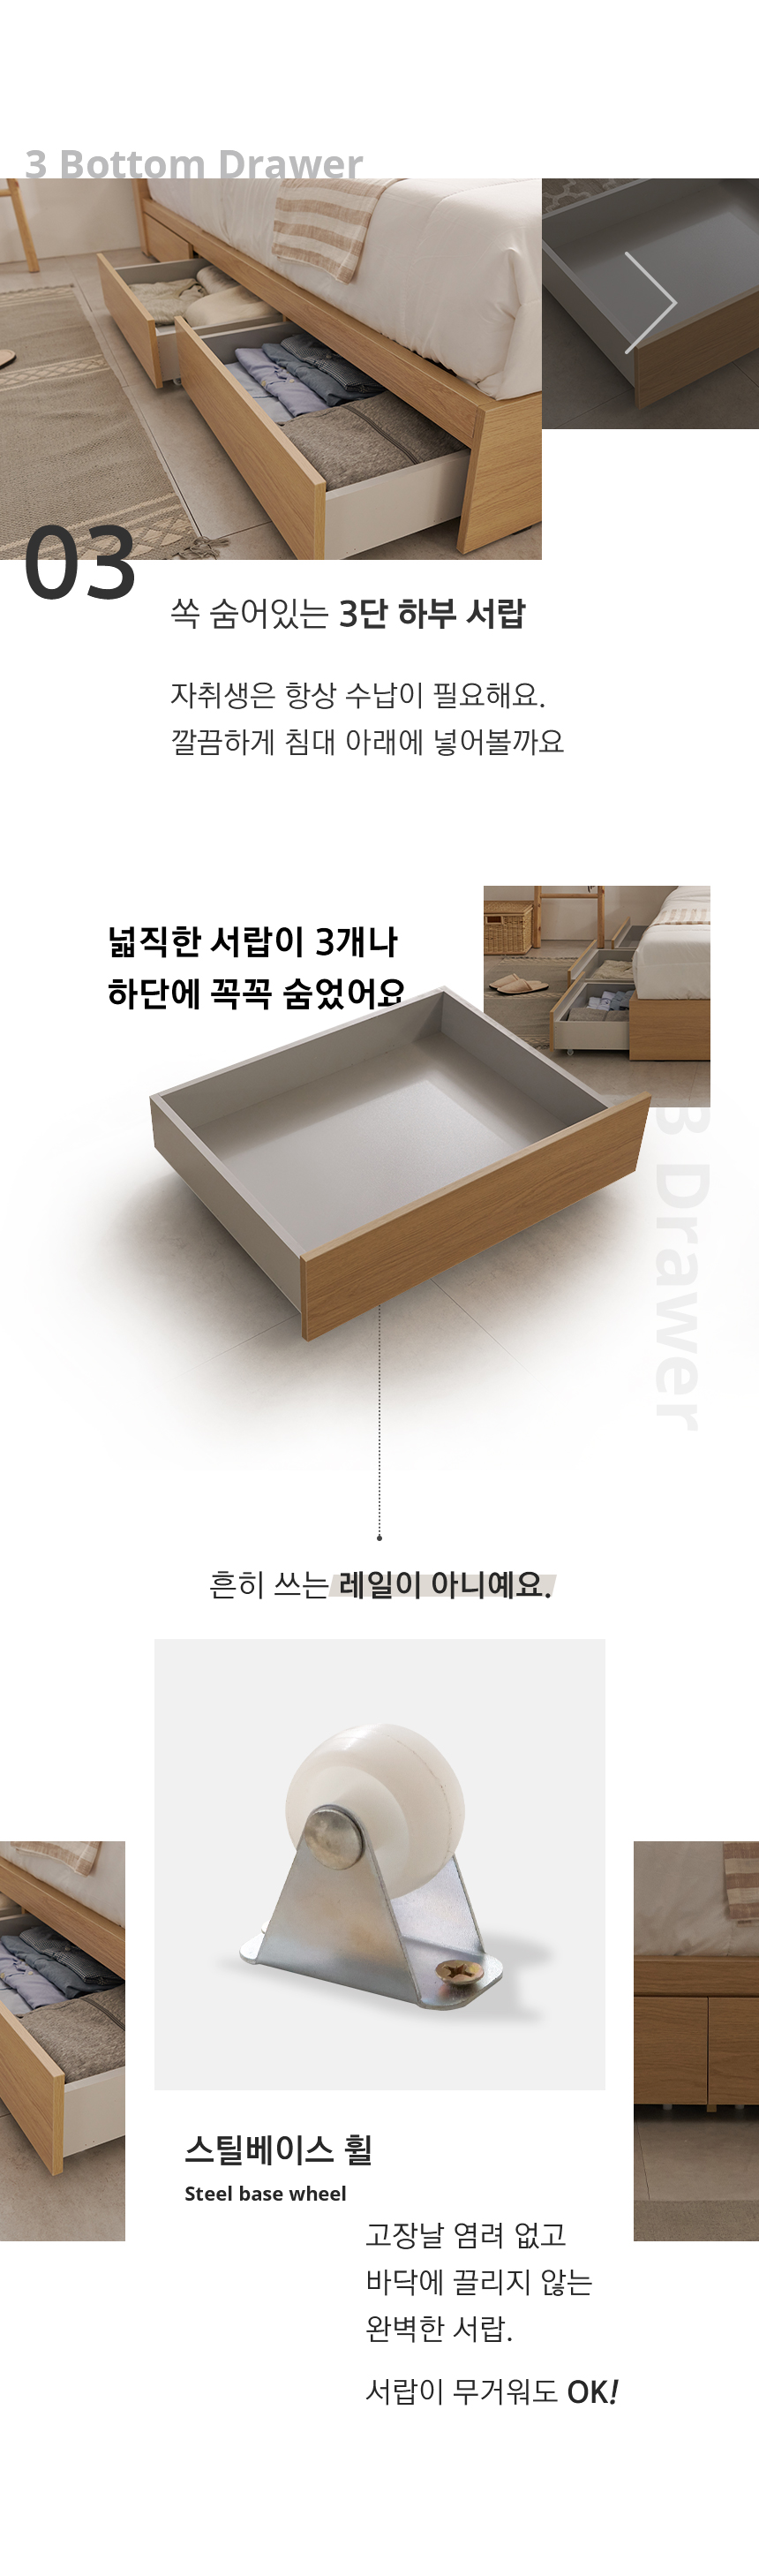 3 Bottom Drawer
03
쏙 숨어있는 3단 하부 서랍
자취생은 항상 수납이 필요해요.
깔끔하게 침대 아래에 넣어볼까요
넓직한 서랍이 3개나
하단에 꼭꼭 숨었어요
3 Drawer
흔히 쓰는 레일이 아니예요.
스틸베이스 휠
Steel base wheel
고장날 염려 없고
바닥에 끌리지 않는
완벽한 서랍.
서랍이 무거워도 OK!